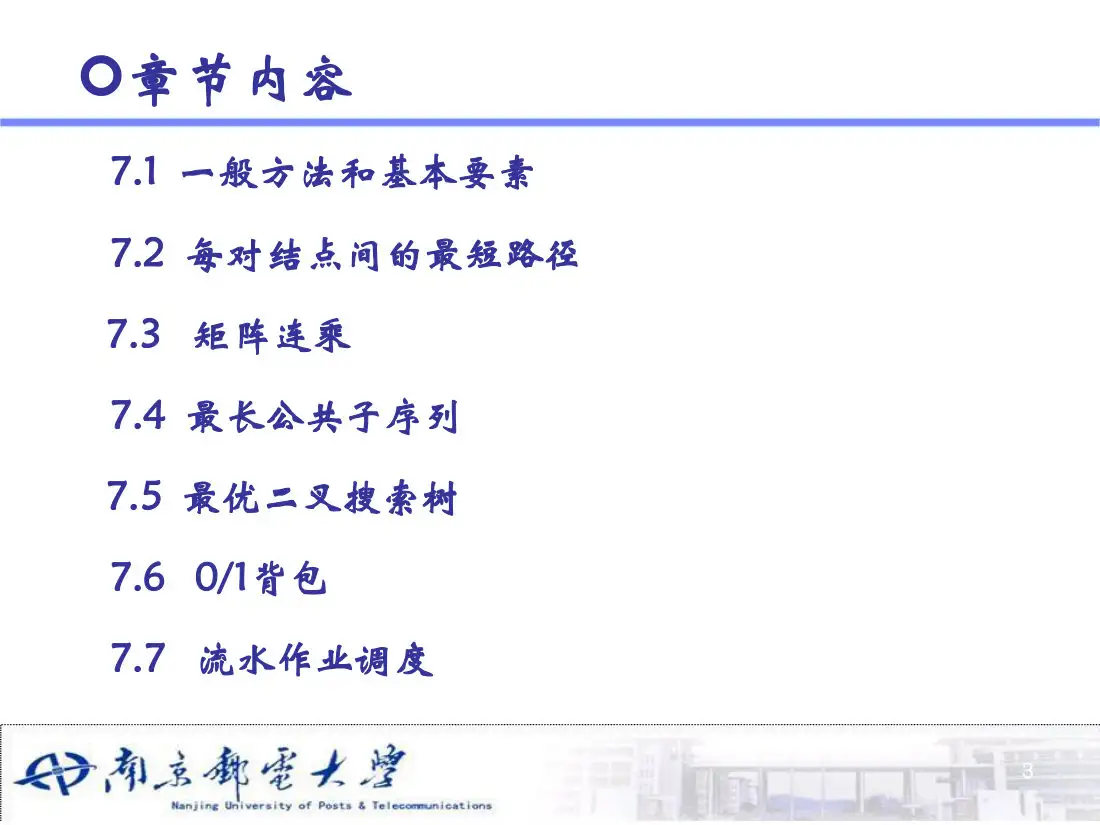 章节内容
7.1 一般方法和基本要素
7.2 每对结点间的最短路径
7.3 矩阵连乘
7.4 最长公共子序列
7.5 最优二叉搜索树
7.6 0/1背包
7.7 流水作业调度
南京郵電大學
Nanjing University of Posts & Telecommunications
3